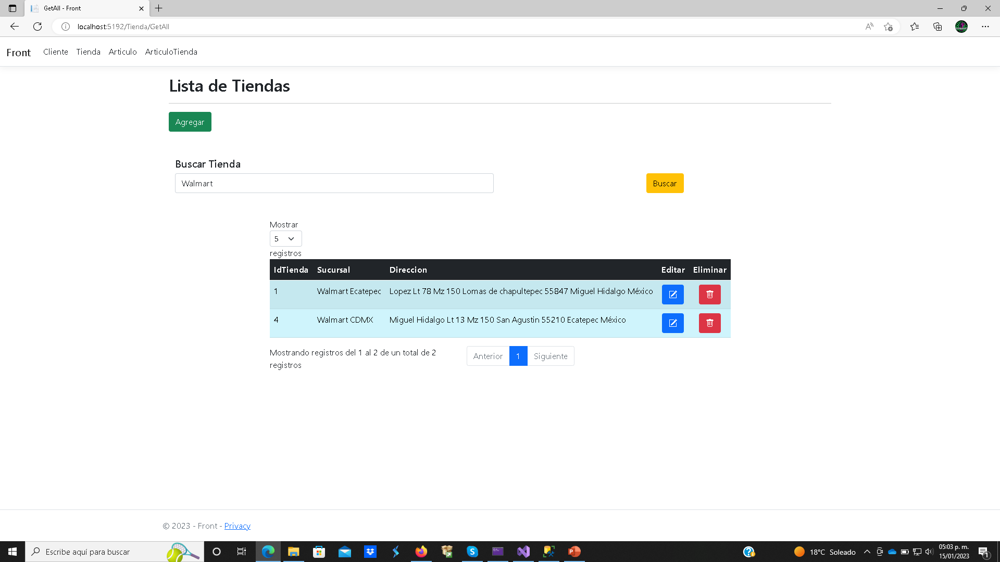 GetAll - Front
localhost:5192/Tienda/GetAll
Front Cliente Tienda Articulo ArticuloTienda
Lista de Tiendas
Agregar
Buscar Tienda
Walmart Buscar
Mostrar
5
registros
IdTienda Sucursal Direccion Editar Eliminar
1 Walmart Ecatepec Lopez Lt 78 Mz 150 Lomas de chapultepec 55847 Miguel Hidalgo México
4 Walmart CDMX Miguel Hidalgo Lt 13 Mz 150 San Agustin 55210 Ecatepec México
Mostrando registros del 1 al 2 de un total de 2
registros
Anterior 1 Siguiente
© 2023 - Front - Privacy
Escribe aquí para buscar
18°C Soleado
05:03 p. m.
15/01/2023
1